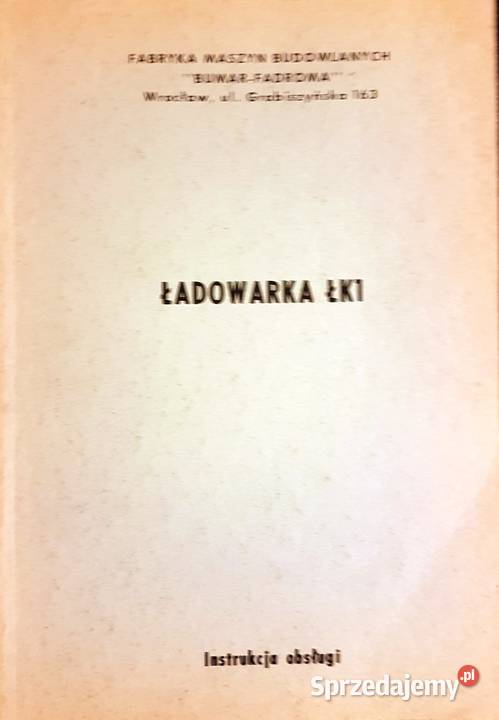 FABRYKA MASZYN BUDOWLANYCH
"BUMAR-FADROMA"
Wrocław, ul. Grabiszyńska 163
ŁADOWARKA ŁK1
Instrukcja obsługi
Sprzedajemy.pl